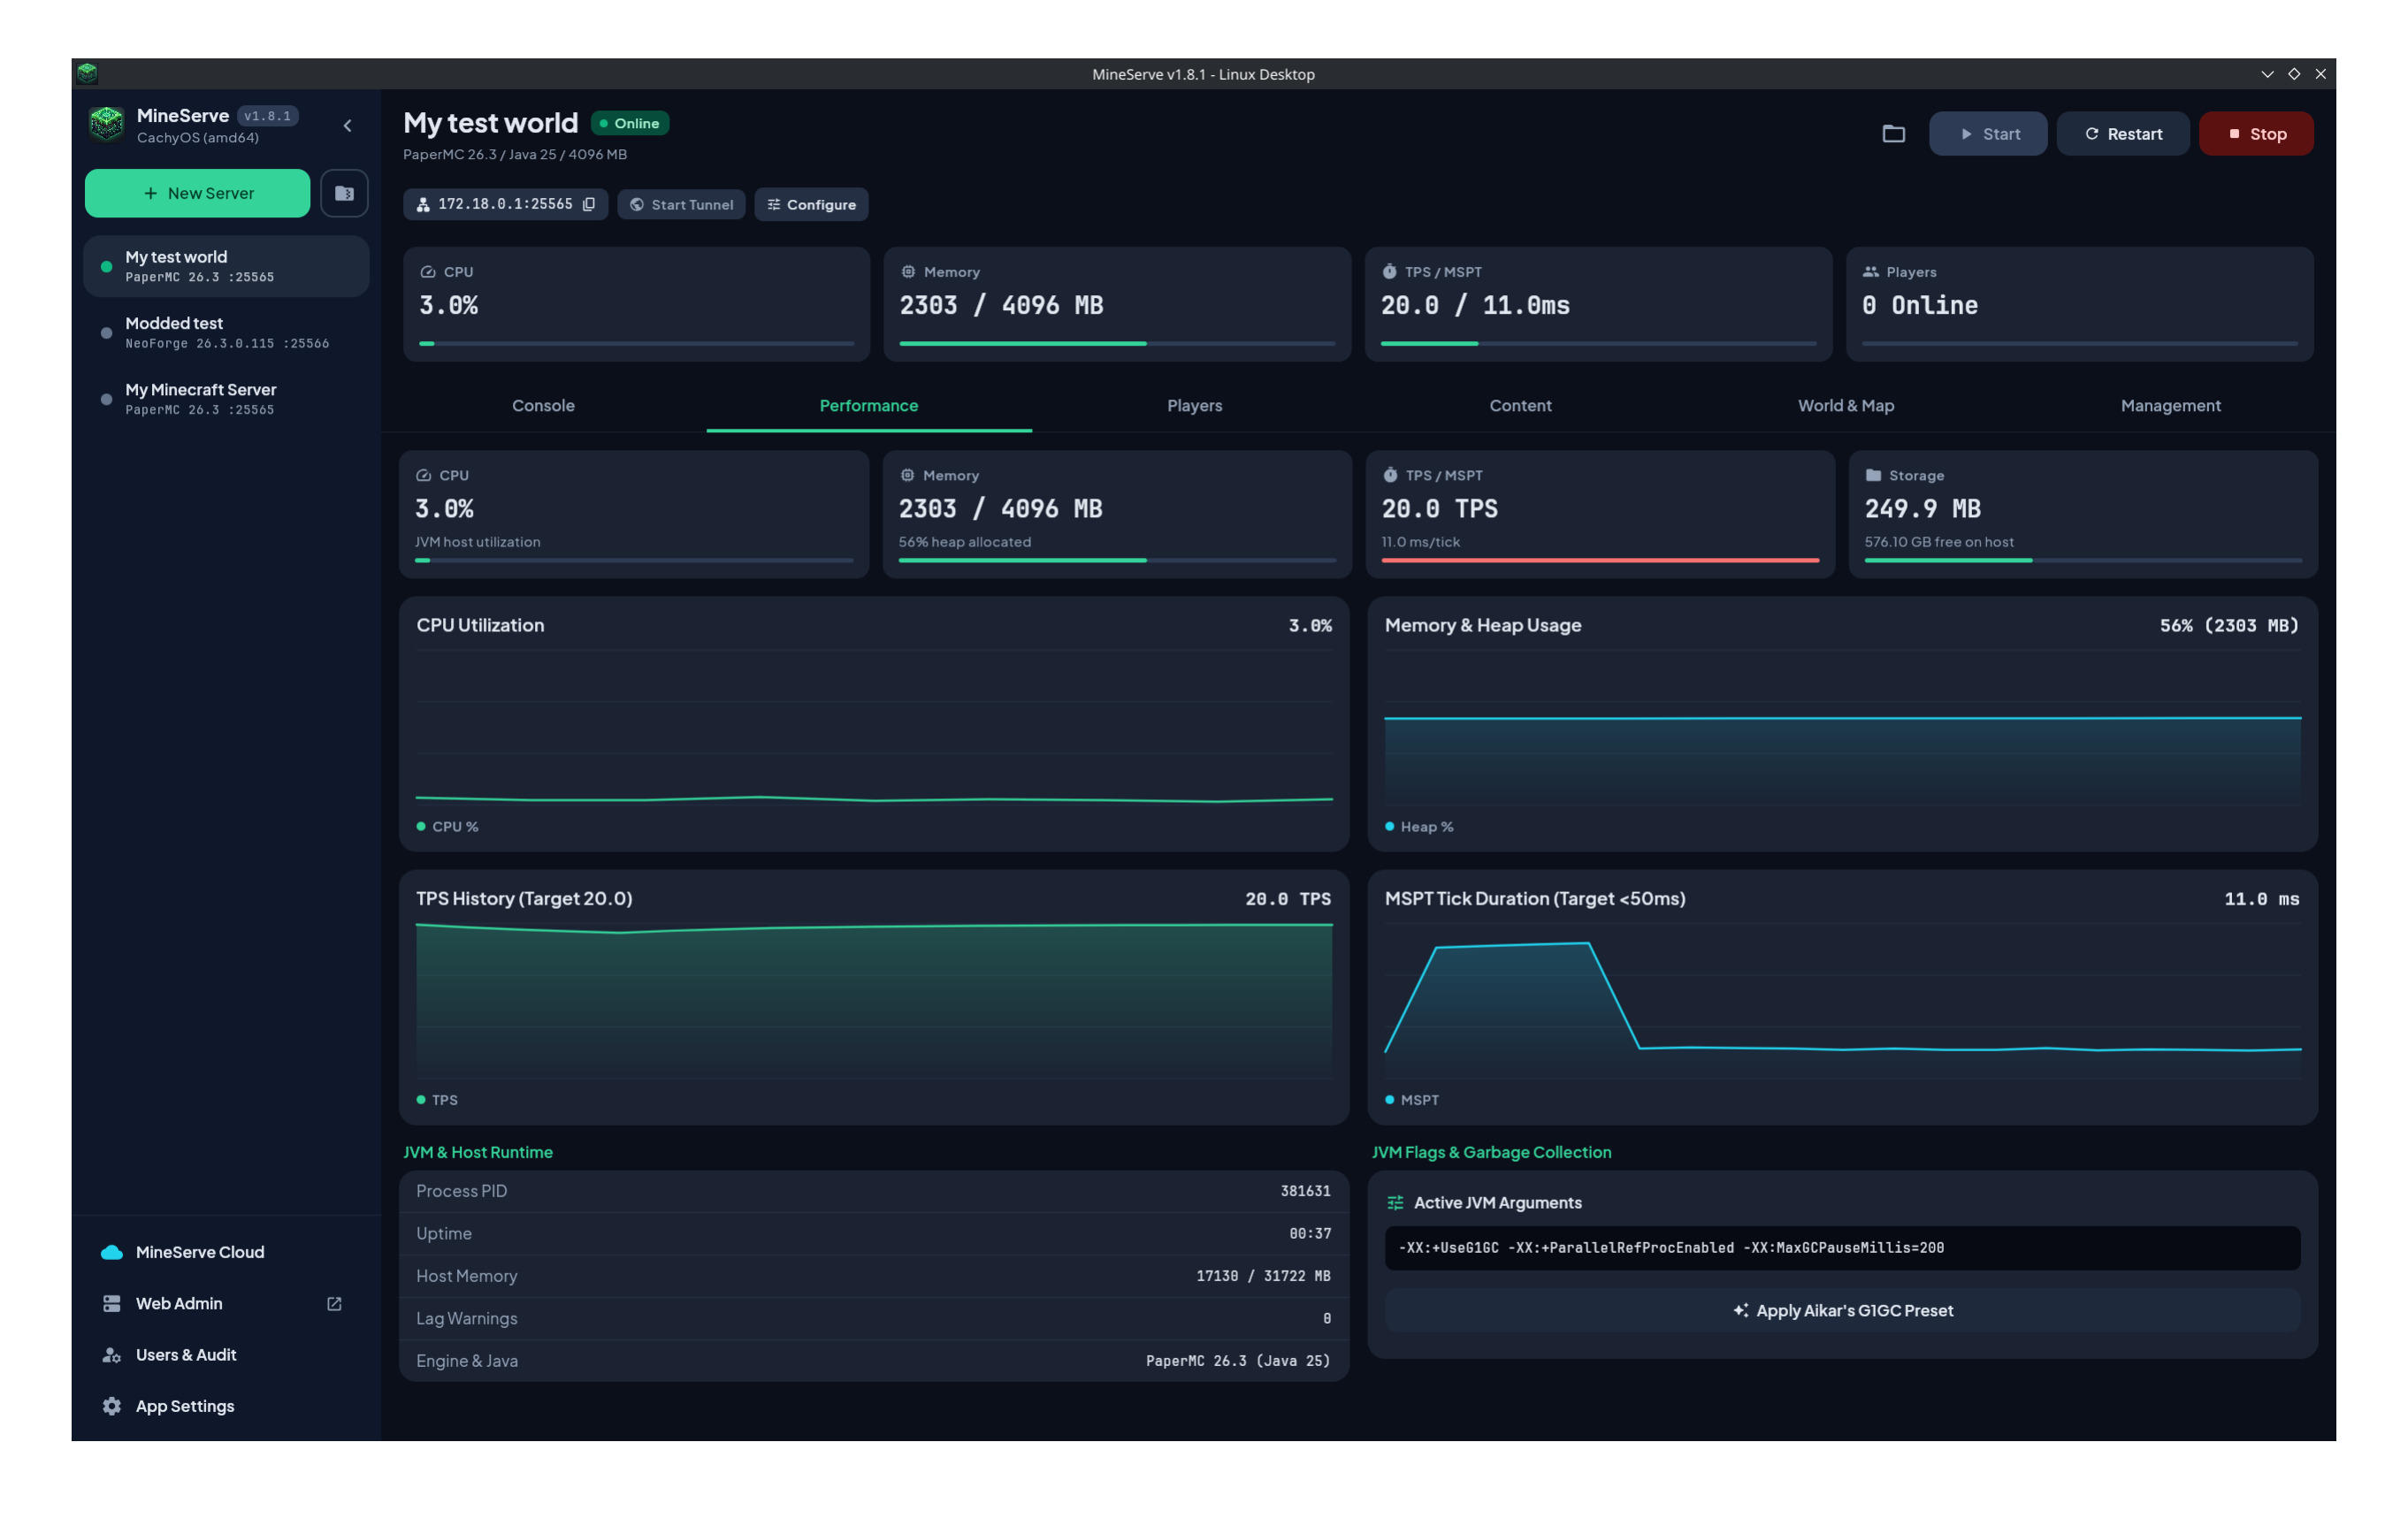 MineServe v1.8.1 - Linux Desktop
MineServe v1.8.1
CachyOS (amd64)
+ New Server
My test world
PaperMC 26.3 :25565
Modded test
NeoForge 26.3.0.115 :25566
My Minecraft Server
PaperMC 26.3 :25565
MineServe Cloud
Web Admin
Users & Audit
App Settings
My test world Online
PaperMC 26.3 / Java 25 / 4096 MB
Start Restart Stop
172.18.0.1:25565 Start Tunnel Configure
CPU
3.0%
Memory
2303 / 4096 MB
TPS / MSPT
20.0 / 11.0ms
Players
0 Online
Console Performance Players Content World & Map Management
CPU
3.0%
JVM host utilization
Memory
2303 / 4096 MB
56% heap allocated
TPS / MSPT
20.0 TPS
11.0 ms/tick
Storage
249.9 MB
576.10 GB free on host
CPU Utilization 3.0%
CPU %
Memory & Heap Usage 56% (2303 MB)
Heap %
TPS History (Target 20.0) 20.0 TPS
TPS
MSPT Tick Duration (Target <50ms) 11.0 ms
MSPT
JVM & Host Runtime
Process PID 381631
Uptime 00:37
Host Memory 17130 / 31722 MB
Lag Warnings 0
Engine & Java PaperMC 26.3 (Java 25)
JVM Flags & Garbage Collection
Active JVM Arguments
-XX:+UseG1GC -XX:+ParallelRefProcEnabled -XX:MaxGCPauseMillis=200
Apply Aikar's G1GC Preset